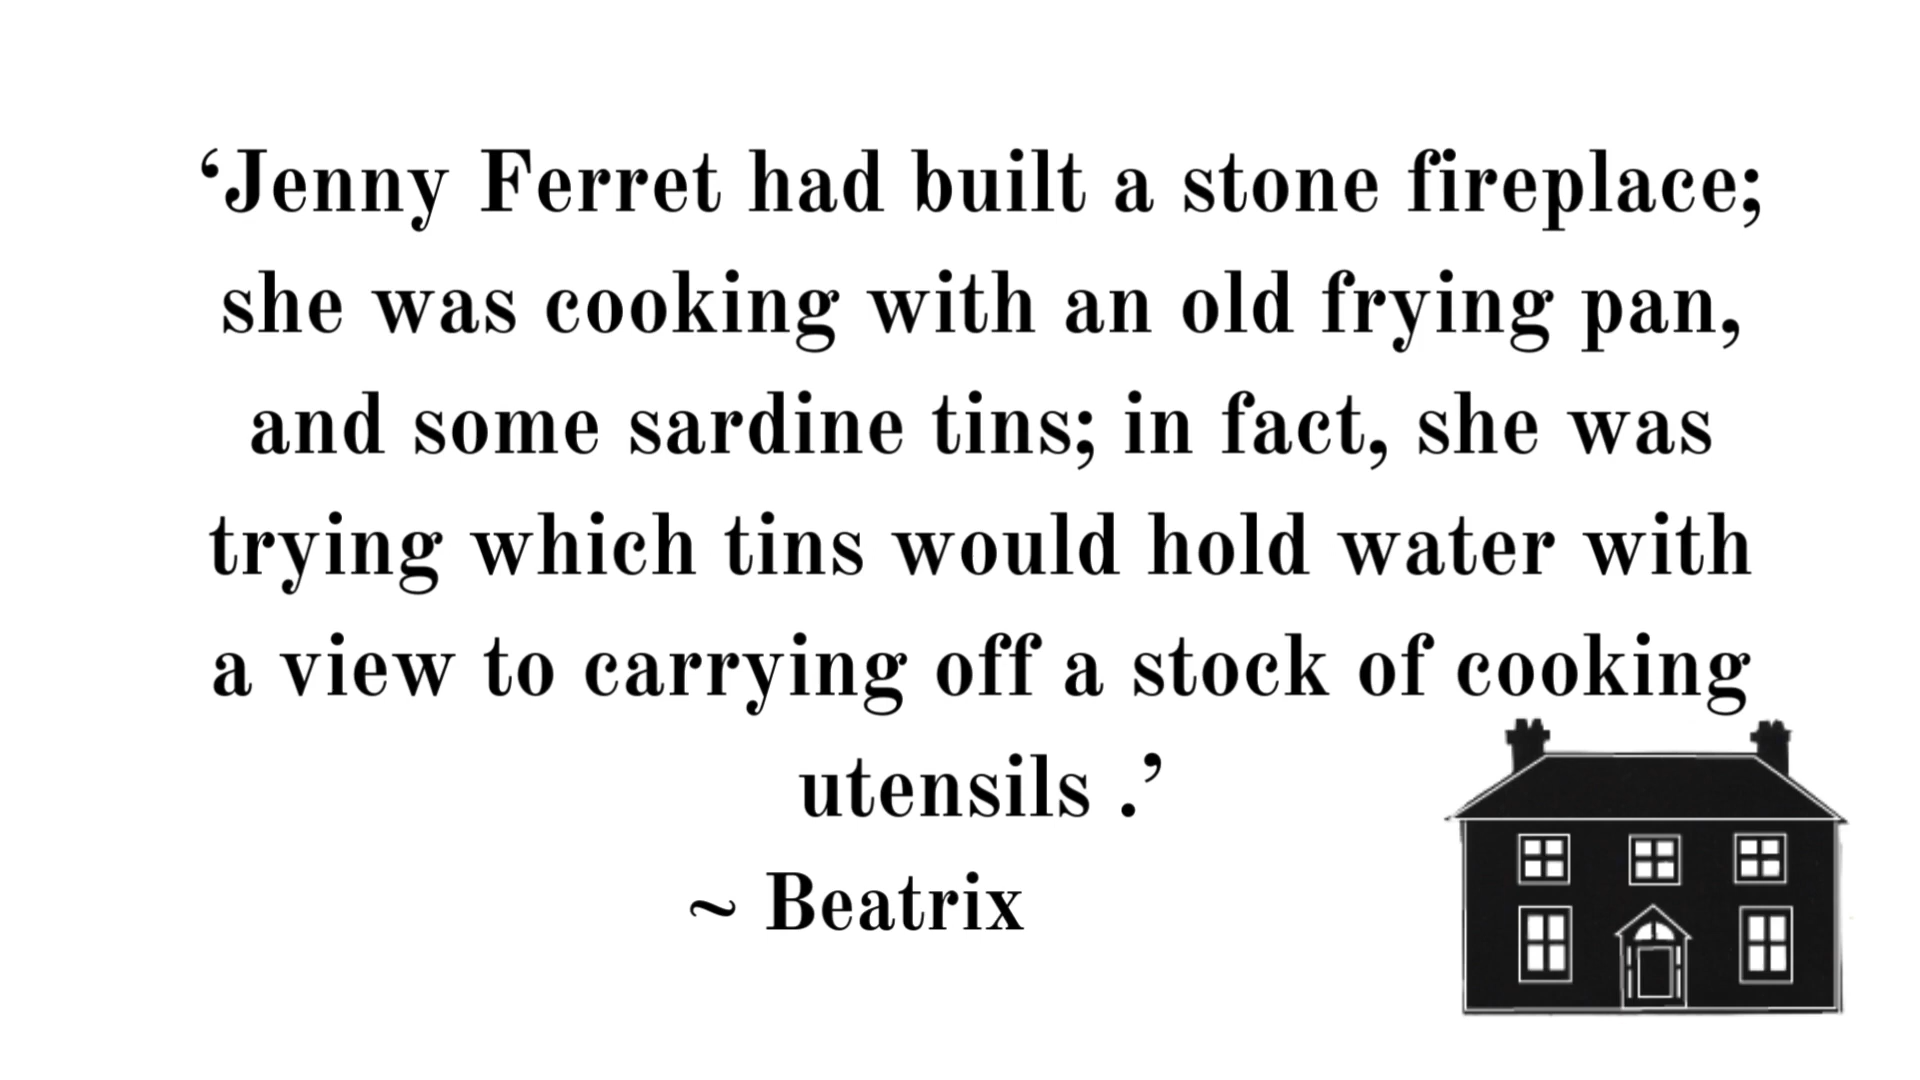 ‘Jenny Ferret had built a stone fireplace;
she was cooking with an old frying pan,
and some sardine tins; in fact, she was
trying which tins would hold water with
a view to carrying off a stock of cooking
utensils .’
~ Beatrix